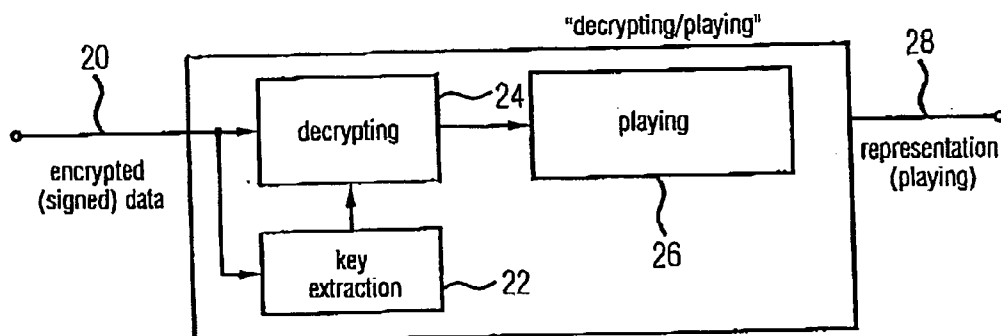 "decrypting/playing"
20
28
24
decrypting
playing
encrypted
(signed) data
representation
(playing)
26
key
extraction
22